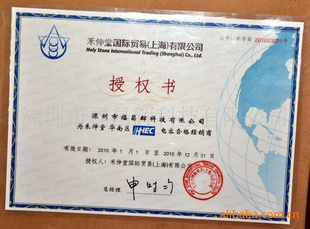 禾伸堂国际贸易(上海)有限公司
Holy Stone International Trading (Shanghai) Co., Ltd.
授权书
深圳市福昌辉科技有限公司
为禾伸堂华南区 HEC 电容合格经销商
有效日期：2010年1月1日至2010年12月31日
授权人：禾伸堂国际贸易(上海)有限公司
总经理
alibaba.com.cn